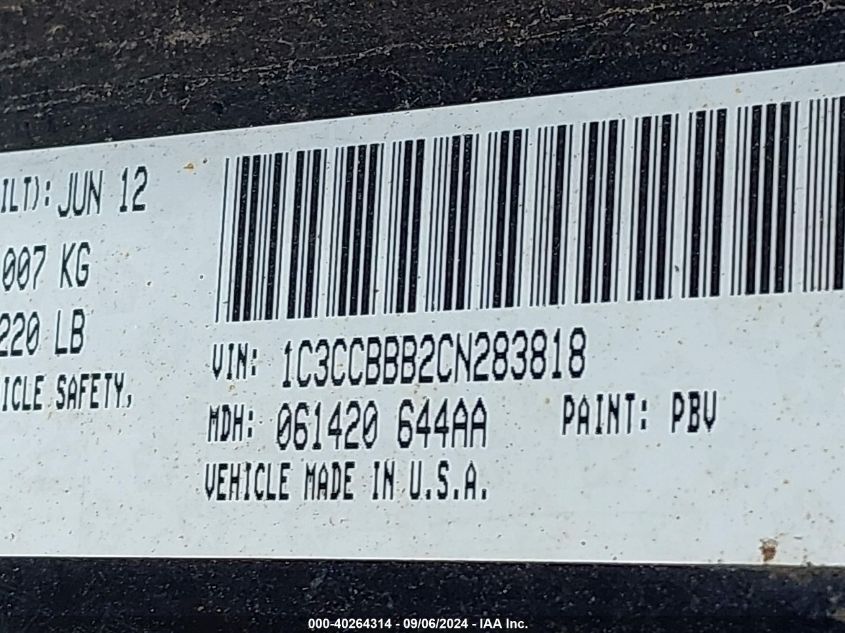 ILT): JUN 12
007 KG
220 LB
ICLE SAFETY,
VIN: 1C3CCBBB2CN283818
MDH: 061420 644AA PAINT: PBV
VEHICLE MADE IN U.S.A.
000-40264314 - 09/06/2024 - IAA Inc.